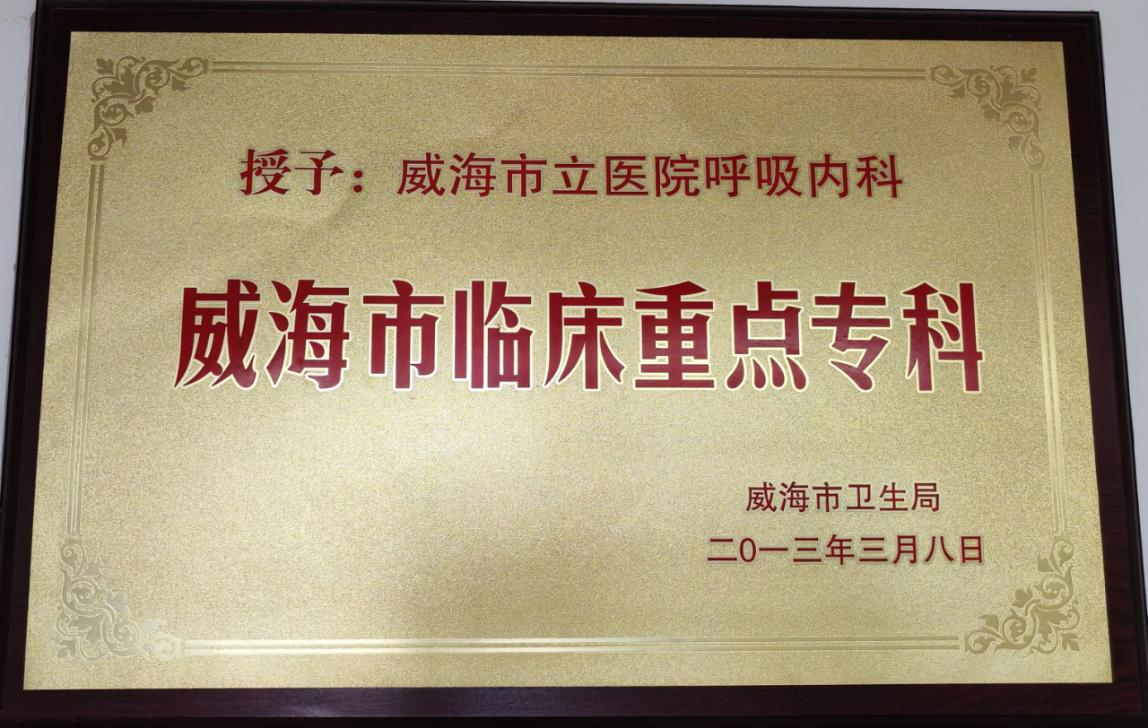 授予：威海市立医院呼吸内科
威海市临床重点专科
威海市卫生局
二0一三年三月八日